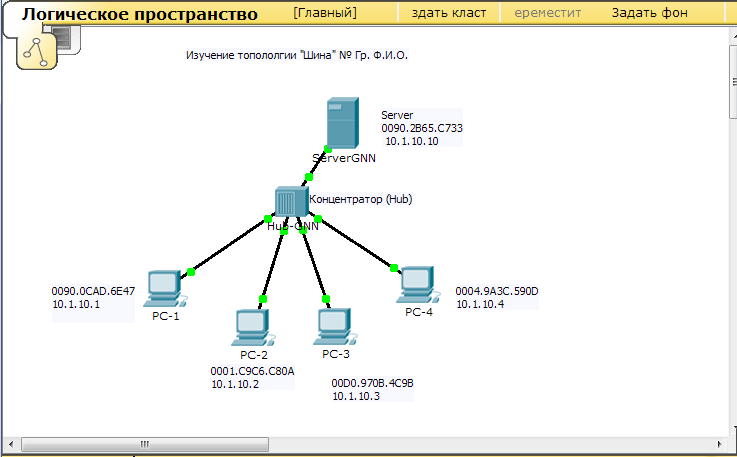 Логическое пространство [Главный] здать класт ереместит Задать фон
Изучение топололгии "Шина" № Гр. Ф.И.О.
Server
0090.2B65.C733
10.1.10.10
ServerGNN
Концентратор (Hub)
Hub-GNN
0090.0CAD.6E47
10.1.10.1
PC-1
PC-2
0001.C9C6.C80A
10.1.10.2
PC-3
00D0.970B.4C9B
10.1.10.3
PC-4
0004.9A3C.590D
10.1.10.4